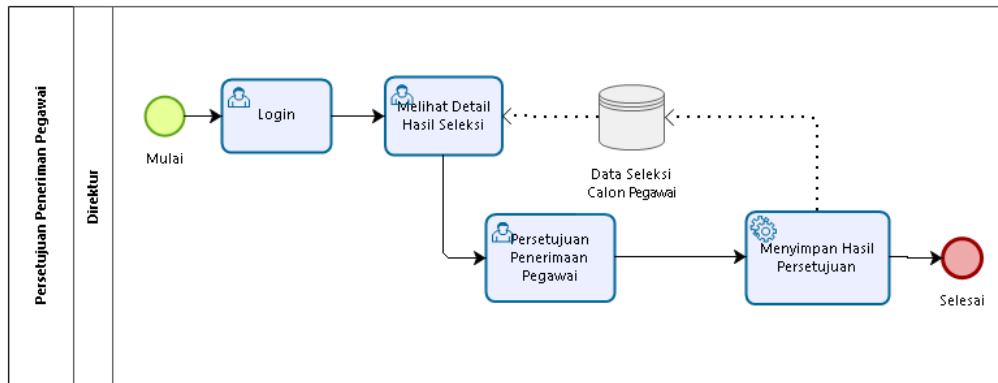 Persetujuan Peneriman Pegawai
Direktur
Mulai
Login
Melihat Detail
Hasil Seleksi
Data Seleksi
Calon Pegawai
Persetujuan
Penerimaan
Pegawai
Menyimpan Hasil
Persetujuan
Selesai